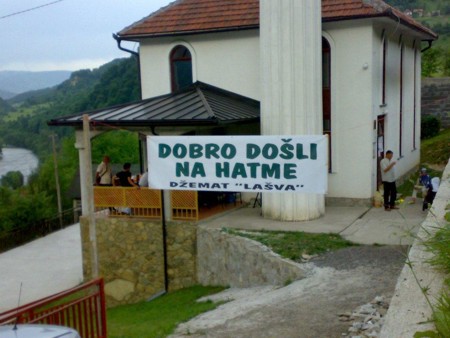 DOBRO DOŠLI
NA HATME
DŽEMAT "LAŠVA"